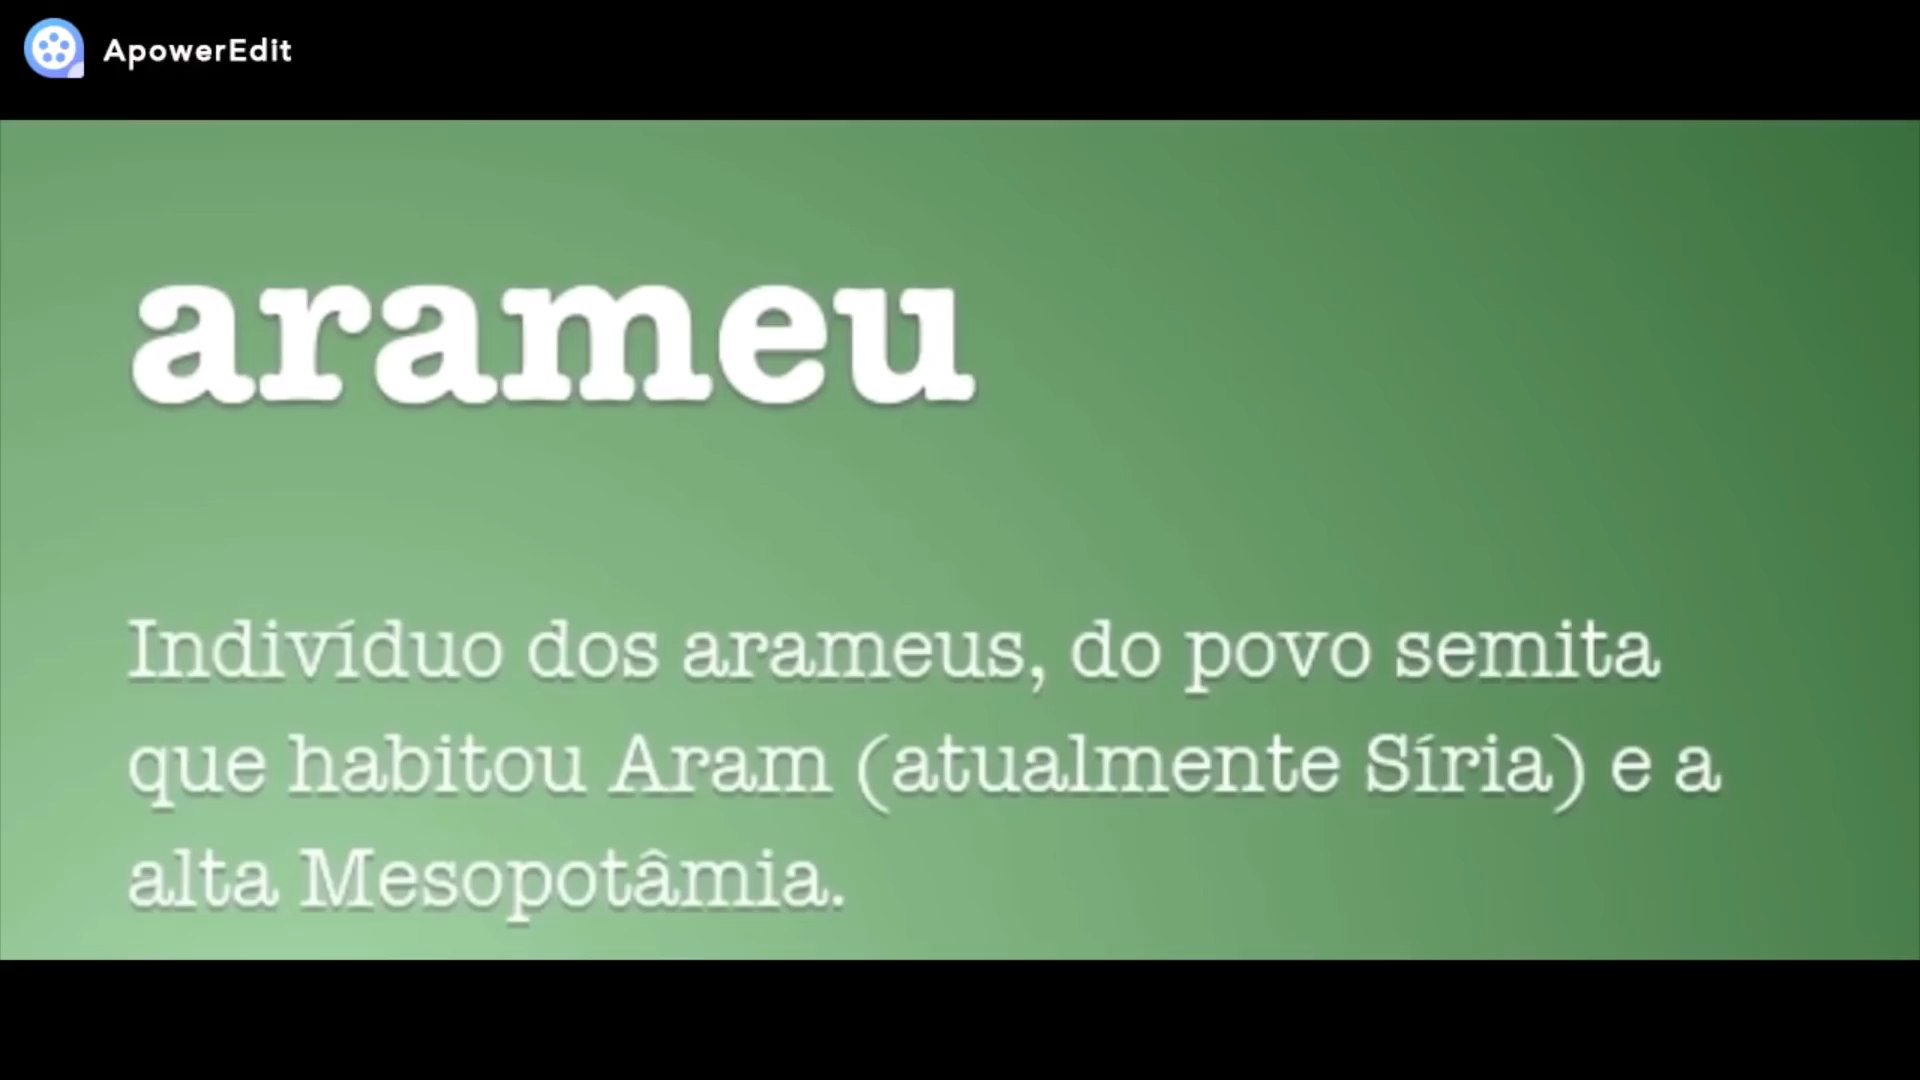 ApowerEdit
arameu
Indivíduo dos arameus, do povo semita
que habitou Aram (atualmente Síria) e a
alta Mesopotâmia.